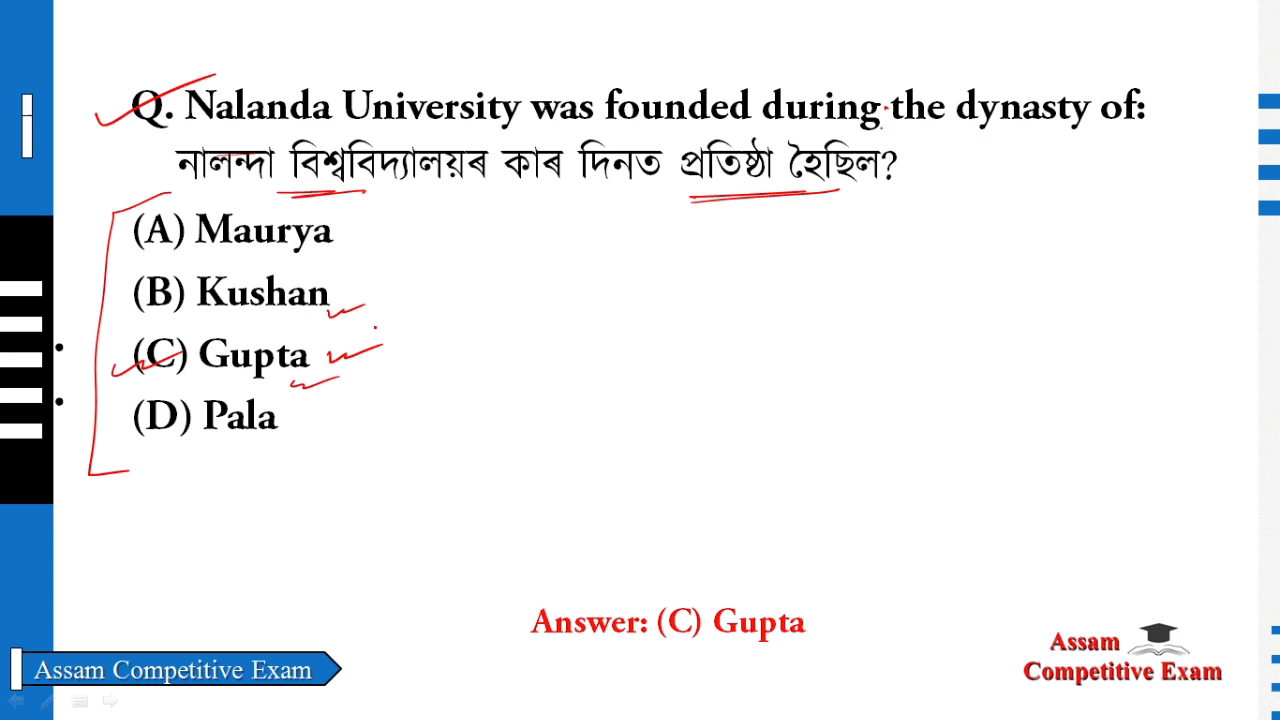 Q. Nalanda University was founded during the dynasty of:
নালন্দা বিশ্ববিদ্যালয়ৰ কাৰ দিনত প্ৰতিষ্ঠা হৈছিল?
(A) Maurya
(B) Kushan
(C) Gupta
(D) Pala
Answer: (C) Gupta
Assam Competitive Exam
Assam
Competitive Exam